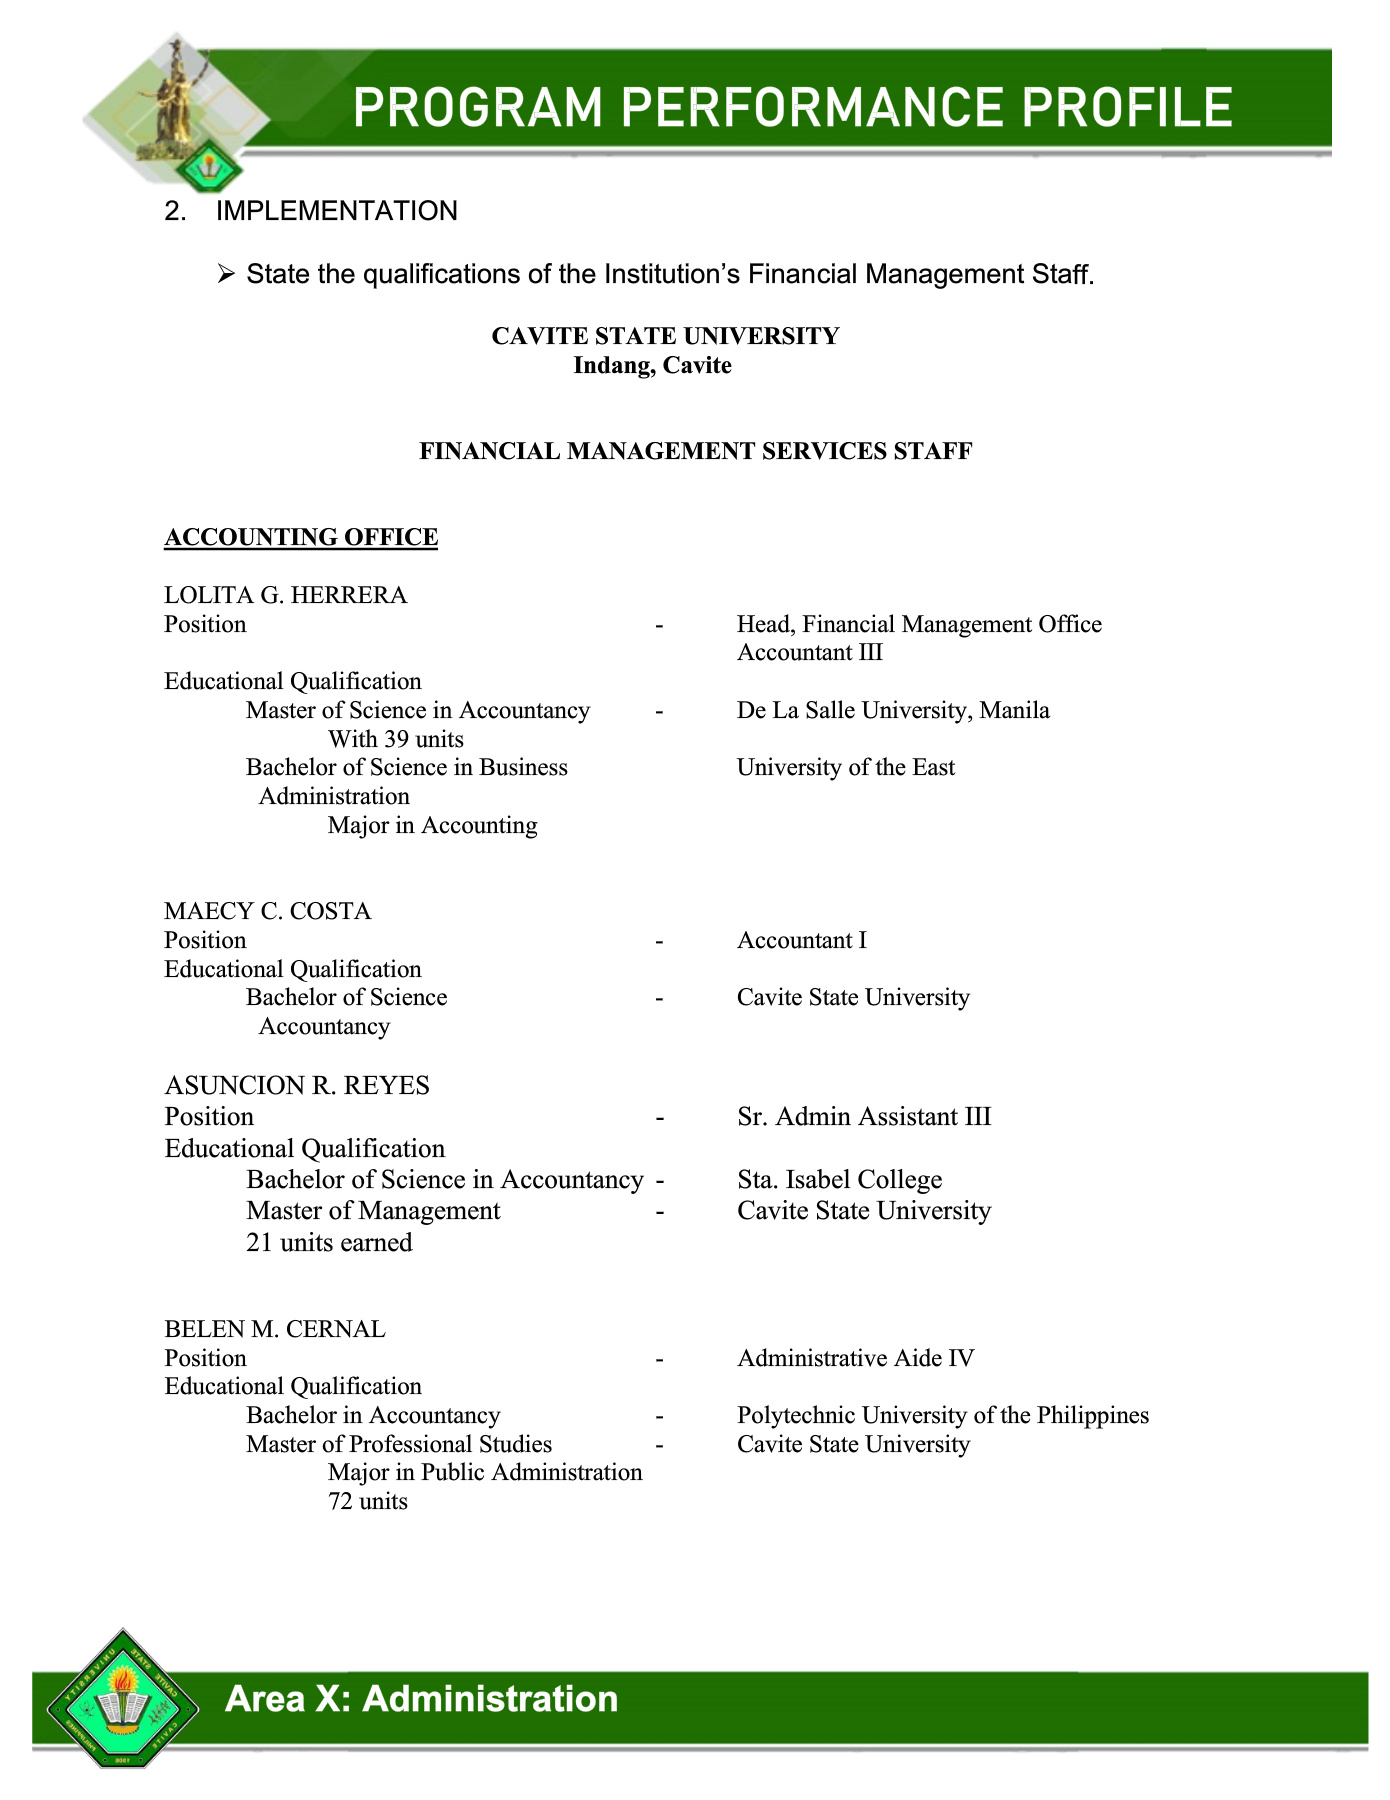 PROGRAM PERFORMANCE PROFILE
2. IMPLEMENTATION
➢ State the qualifications of the Institution’s Financial Management Staff.
CAVITE STATE UNIVERSITY
Indang, Cavite
FINANCIAL MANAGEMENT SERVICES STAFF
ACCOUNTING OFFICE
LOLITA G. HERRERA
Position - Head, Financial Management Office
Accountant III
Educational Qualification
Master of Science in Accountancy - De La Salle University, Manila
With 39 units
Bachelor of Science in Business University of the East
Administration
Major in Accounting
MAECY C. COSTA
Position - Accountant I
Educational Qualification
Bachelor of Science - Cavite State University
Accountancy
ASUNCION R. REYES
Position - Sr. Admin Assistant III
Educational Qualification
Bachelor of Science in Accountancy - Sta. Isabel College
Master of Management - Cavite State University
21 units earned
BELEN M. CERNAL
Position - Administrative Aide IV
Educational Qualification
Bachelor in Accountancy - Polytechnic University of the Philippines
Master of Professional Studies - Cavite State University
Major in Public Administration
72 units
CAVITE STATE UNIVERSITY
CAVITE PHILIPPINES
1906
Area X: Administration